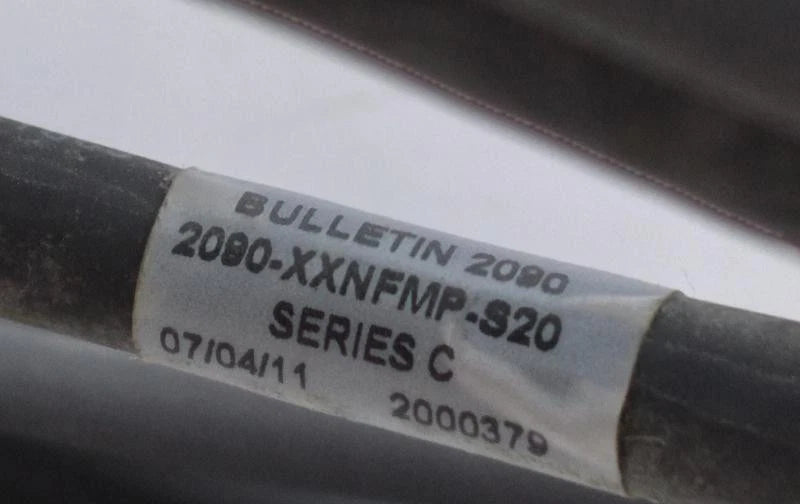 BULLETIN 2090
2090-XXNFMP-S20
SERIES C
07/04/11 2000379